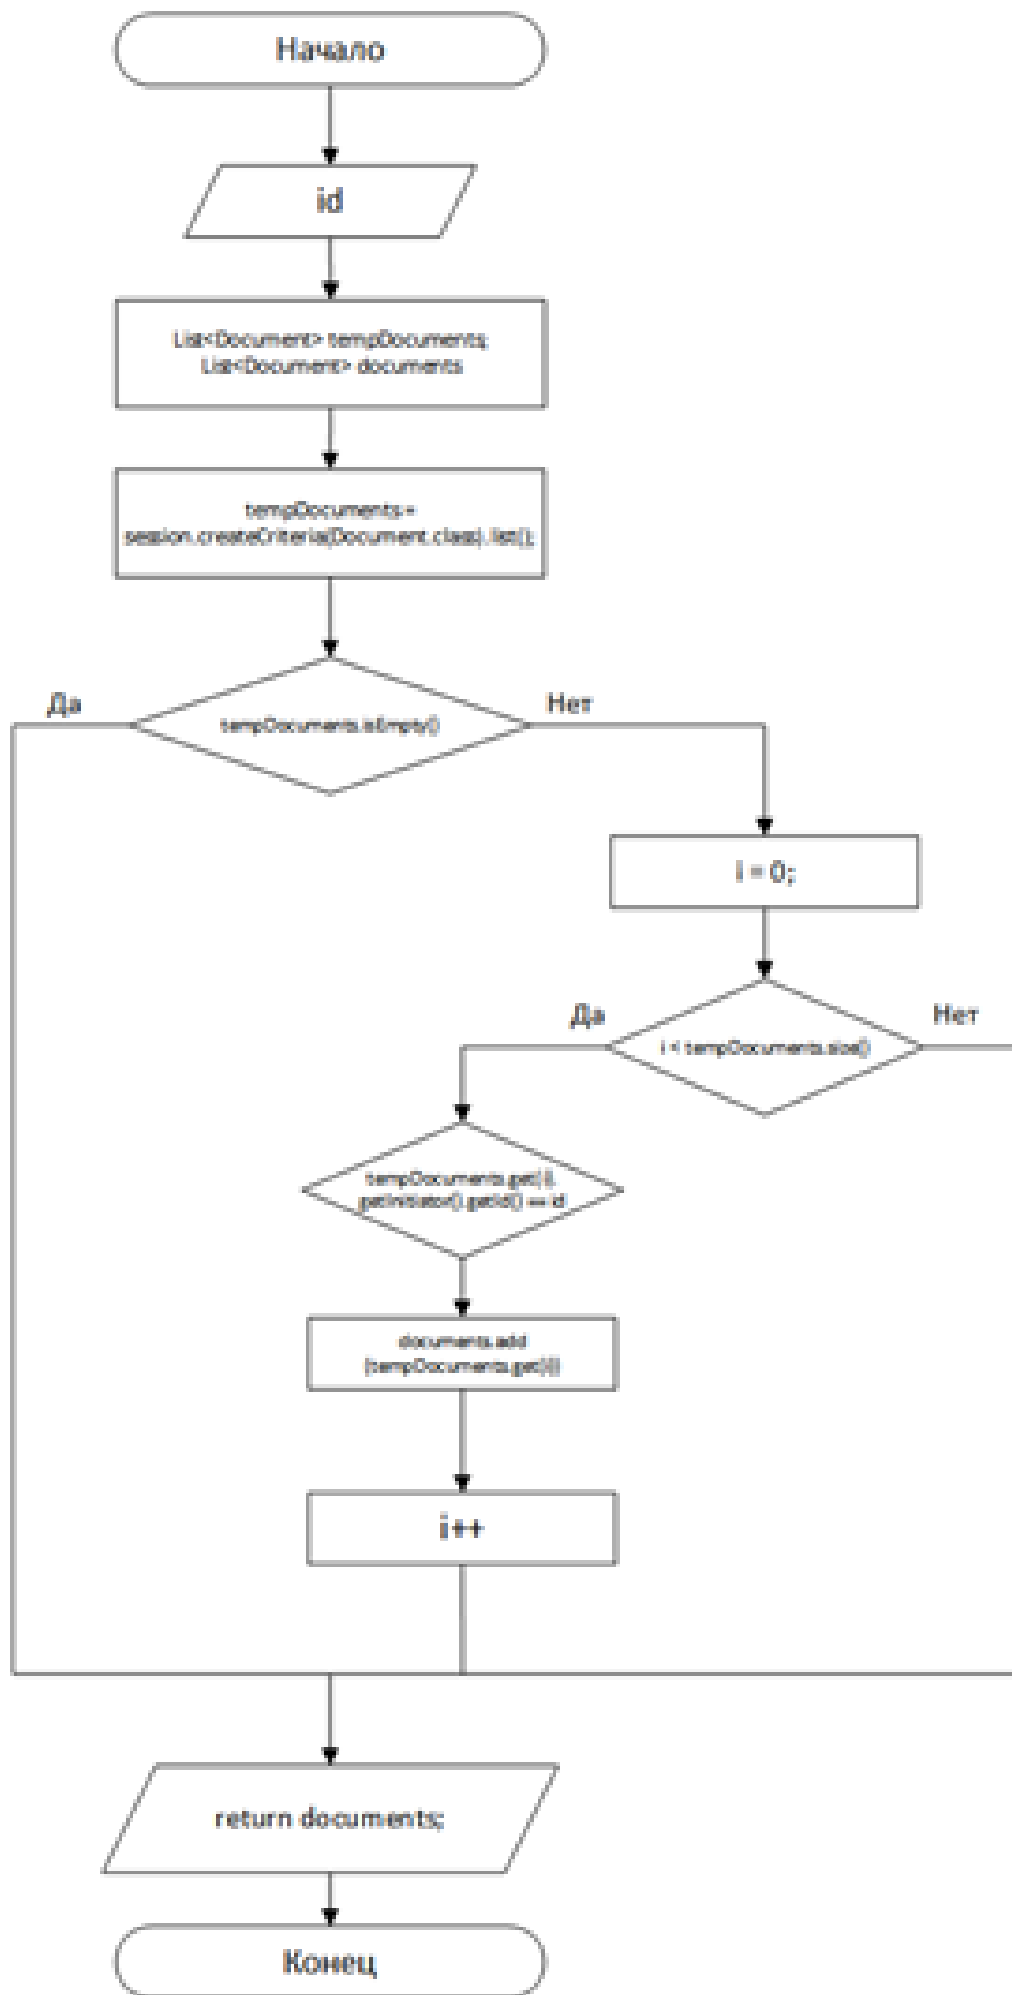 Начало
id
List<Document> tempDocuments;
List<Document> documents
tempDocuments =
session.createCriteria(Document.class).list();
Да
Нет
tempDocuments.isEmpty()
i = 0;
Да
Нет
i < tempDocuments.size()
tempDocuments.get(i).
getInitiator().getId() == id
documents.add
(tempDocuments.get(i))
i++
return documents;
Конец